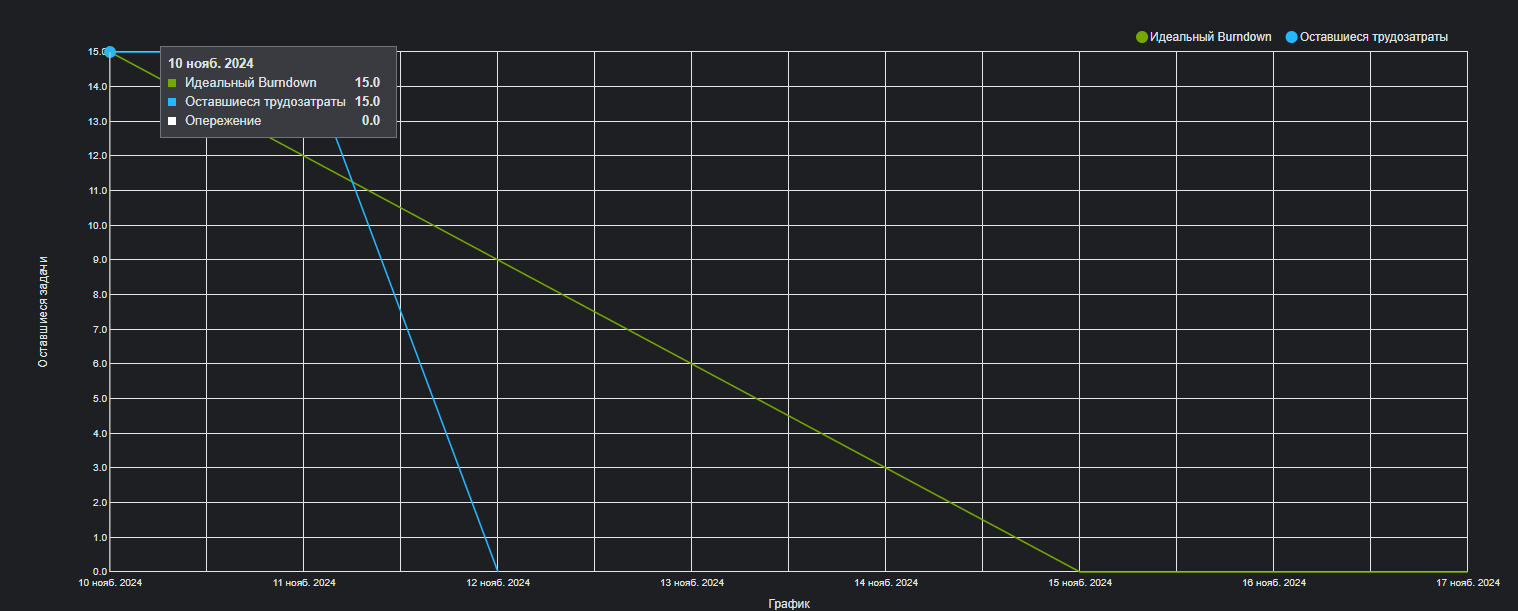 Идеальный Burndown Оставшиеся трудозатраты
10 нояб. 2024
Идеальный Burndown 15.0
Оставшиеся трудозатраты 15.0
Опережение 0.0
15.0
14.0
13.0
12.0
11.0
10.0
9.0
8.0
7.0
6.0
5.0
4.0
3.0
2.0
1.0
0.0
Оставшиеся задачи
10 нояб. 2024 11 нояб. 2024 12 нояб. 2024 13 нояб. 2024 14 нояб. 2024 15 нояб. 2024 16 нояб. 2024 17 нояб. 2024
График